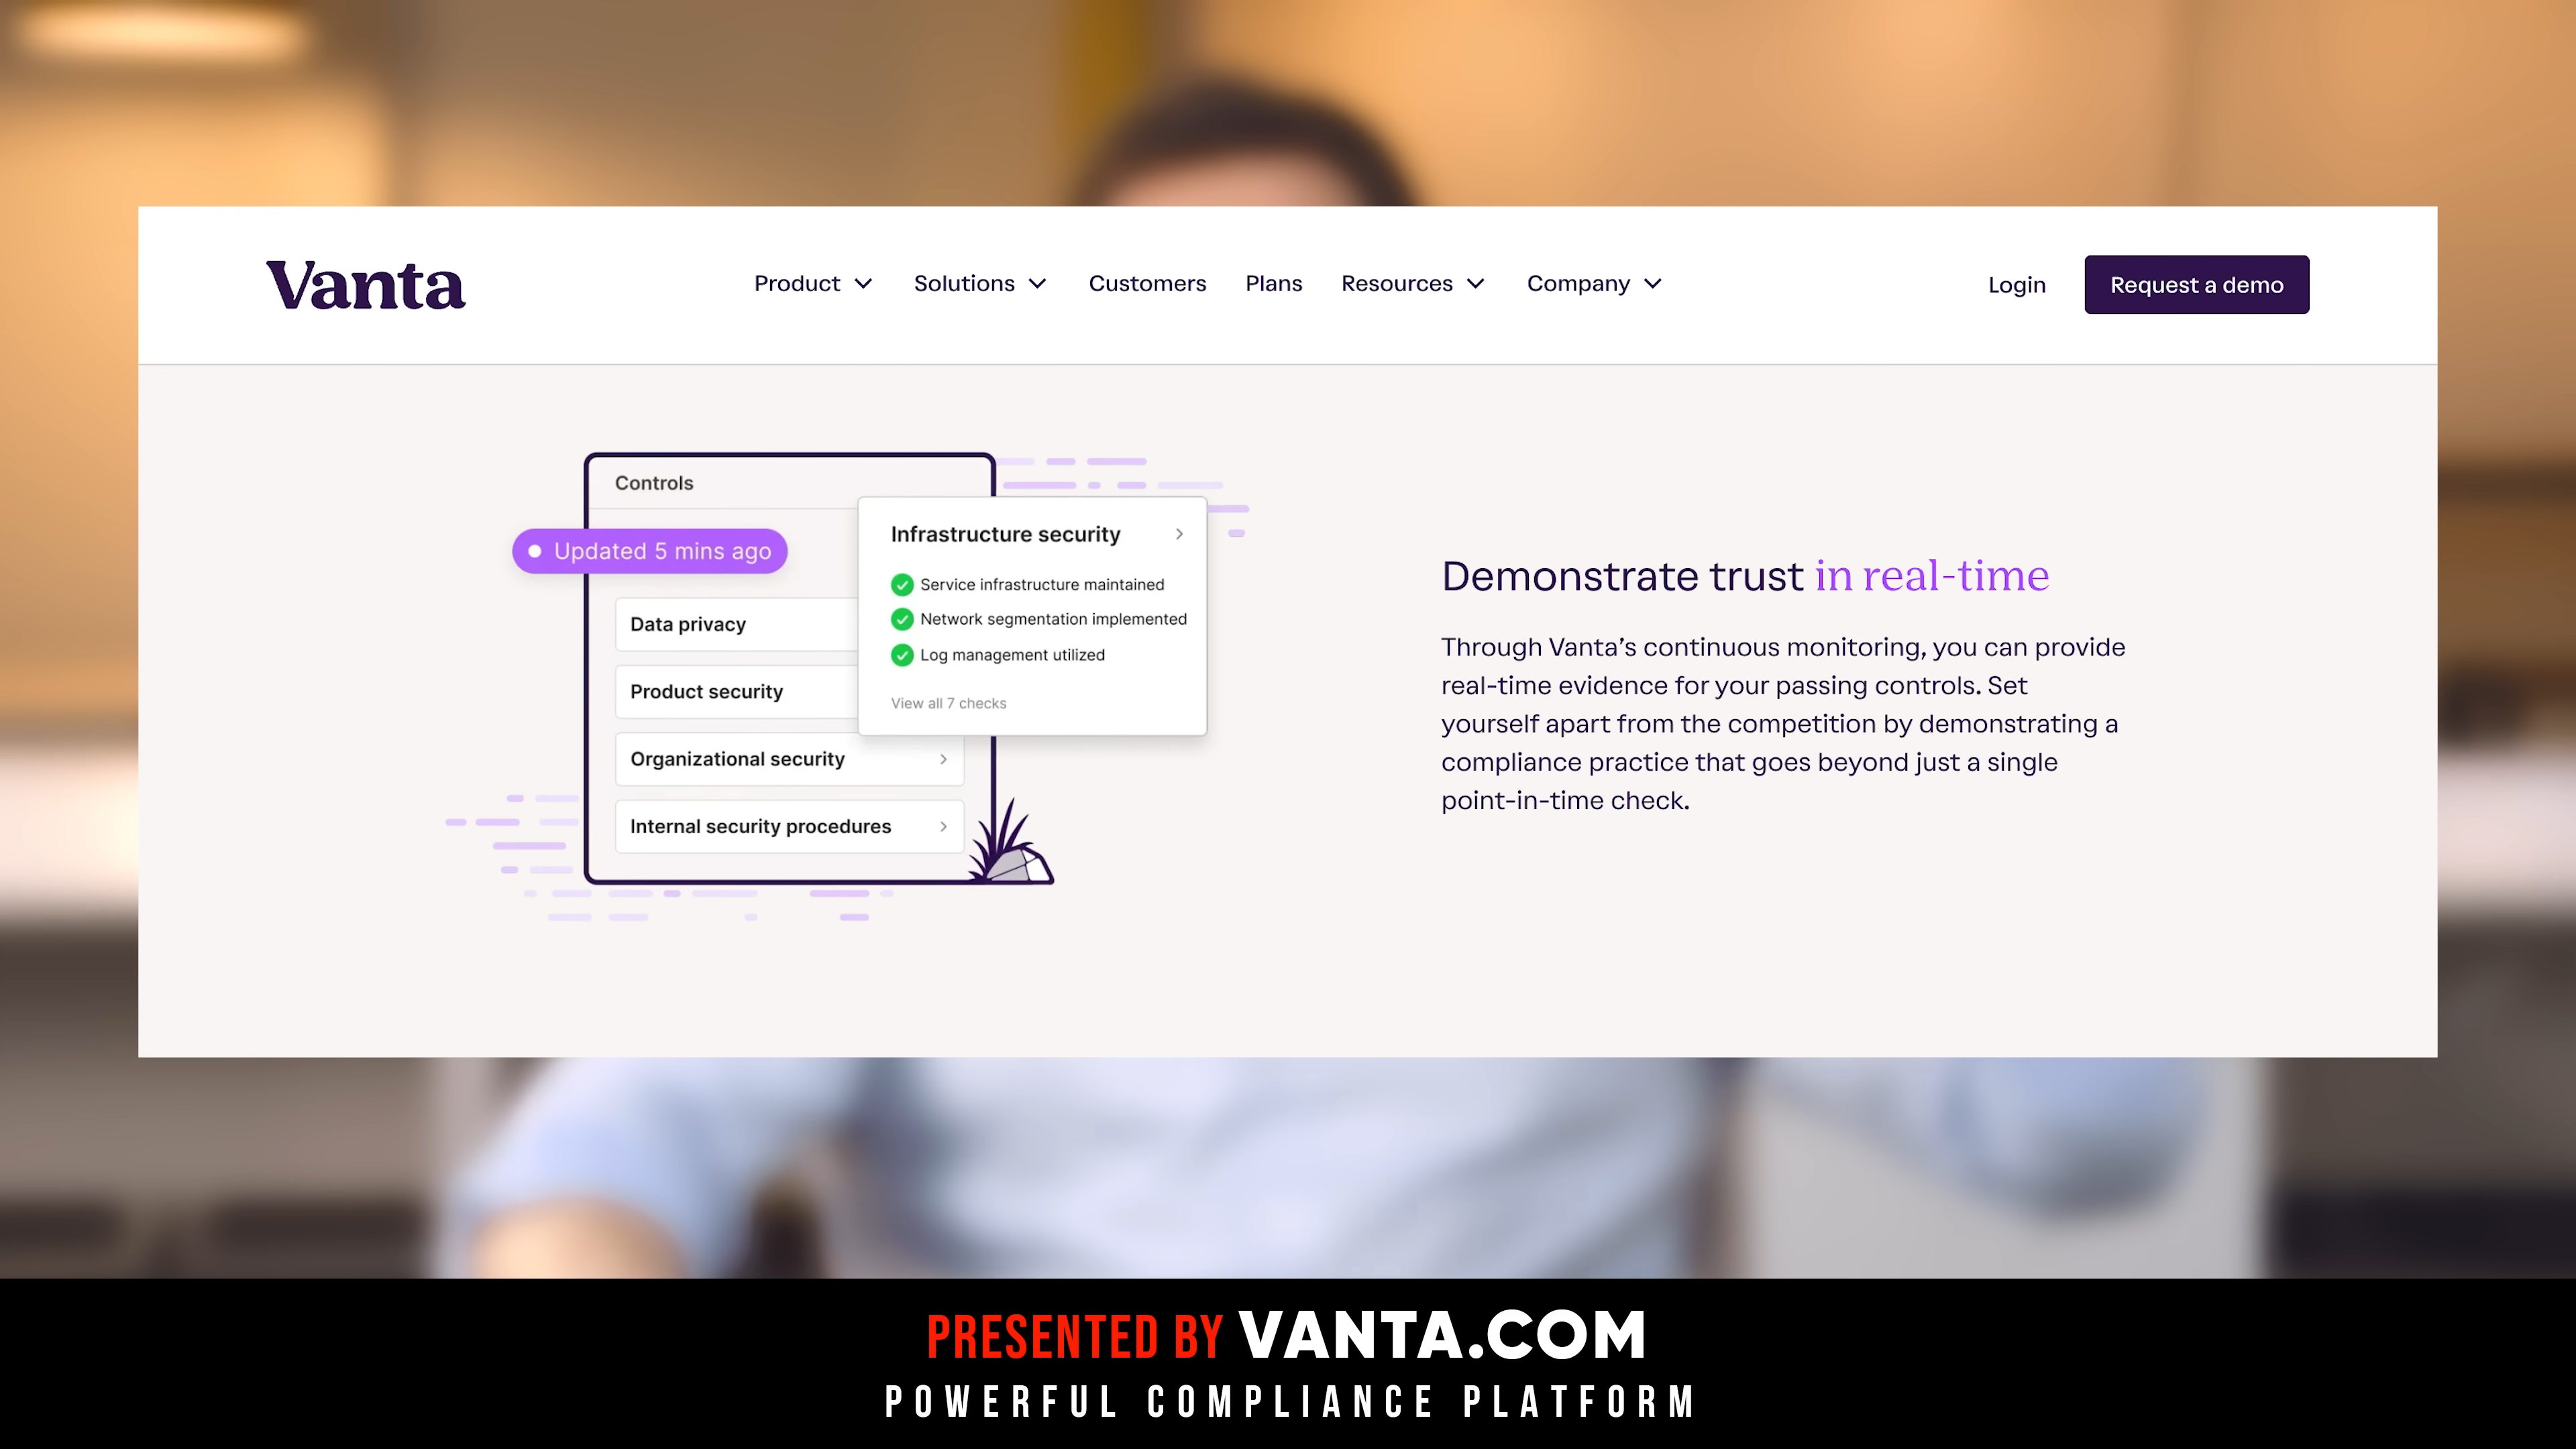 Vanta
Product
Solutions
Customers
Plans
Resources
Company
Login
Request a demo
Controls
Updated 5 mins ago
Data privacy
Product security
Organizational security
Internal security procedures
Infrastructure security
Service infrastructure maintained
Network segmentation implemented
Log management utilized
View all 7 checks
Demonstrate trust in real-time
Through Vanta’s continuous monitoring, you can provide
real-time evidence for your passing controls. Set
yourself apart from the competition by demonstrating a
compliance practice that goes beyond just a single
point-in-time check.
PRESENTED BY VANTA.COM
POWERFUL COMPLIANCE PLATFORM